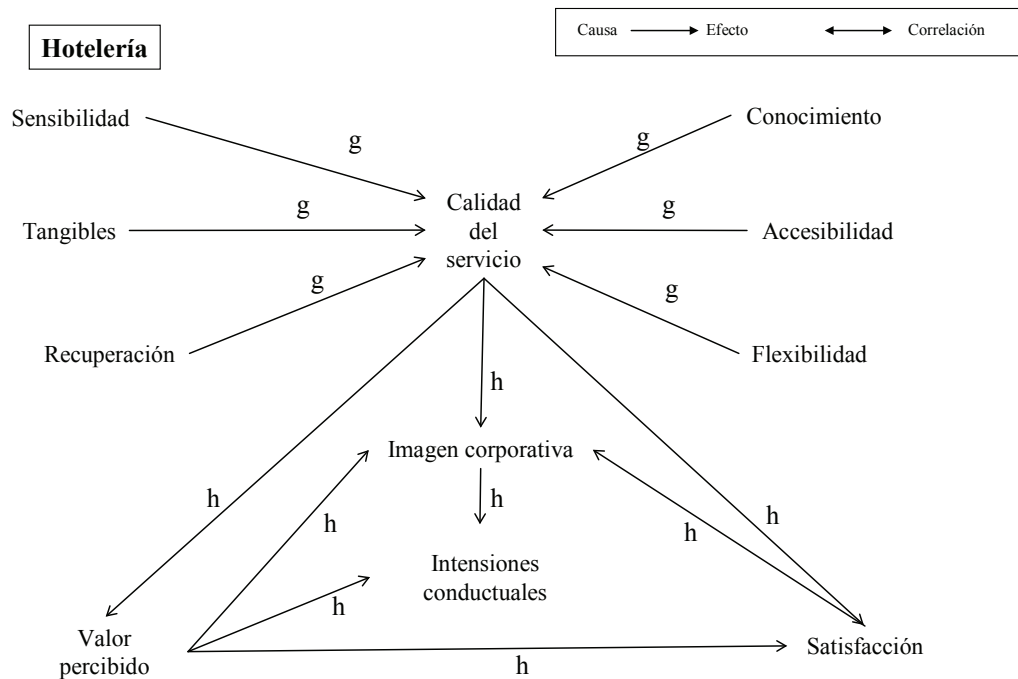 Causa Efecto Correlación
Hotelería
Sensibilidad
Conocimiento
g
g
Calidad
del
servicio
Tangibles
g
g
Accesibilidad
Recuperación
g
g
Flexibilidad
h
Imagen corporativa
h
h
h
h
h
Intensiones
conductuales
h
Valor
percibido
h
Satisfacción